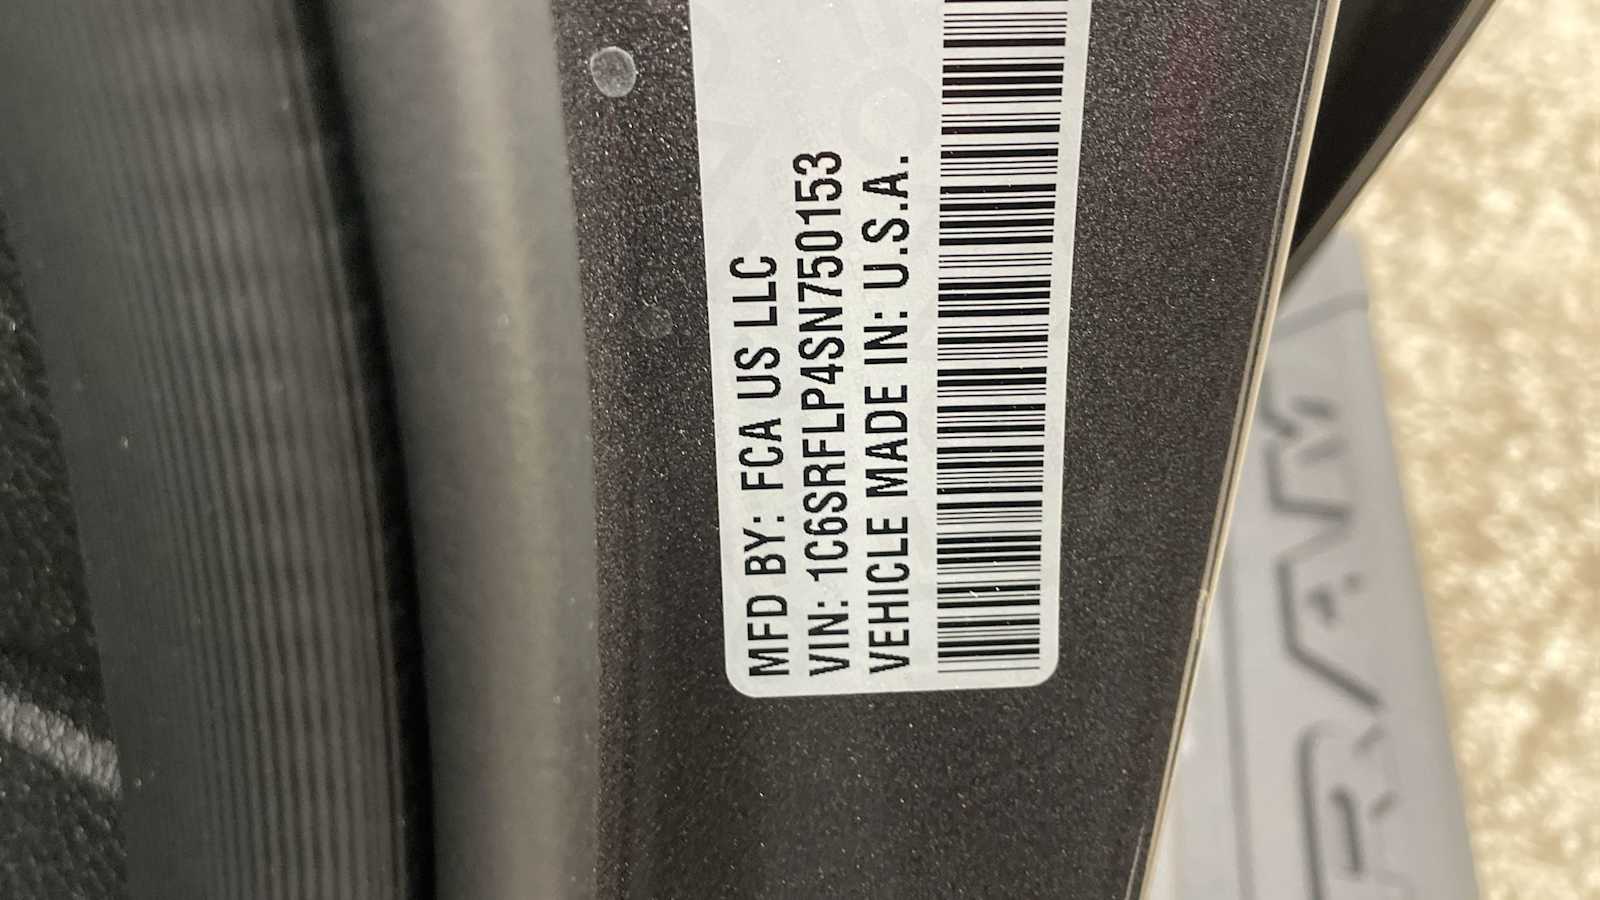 MFD BY: FCA US LLC
VIN: 1C6SRFLP4SN750153
VEHICLE MADE IN: U.S.A.
RAM